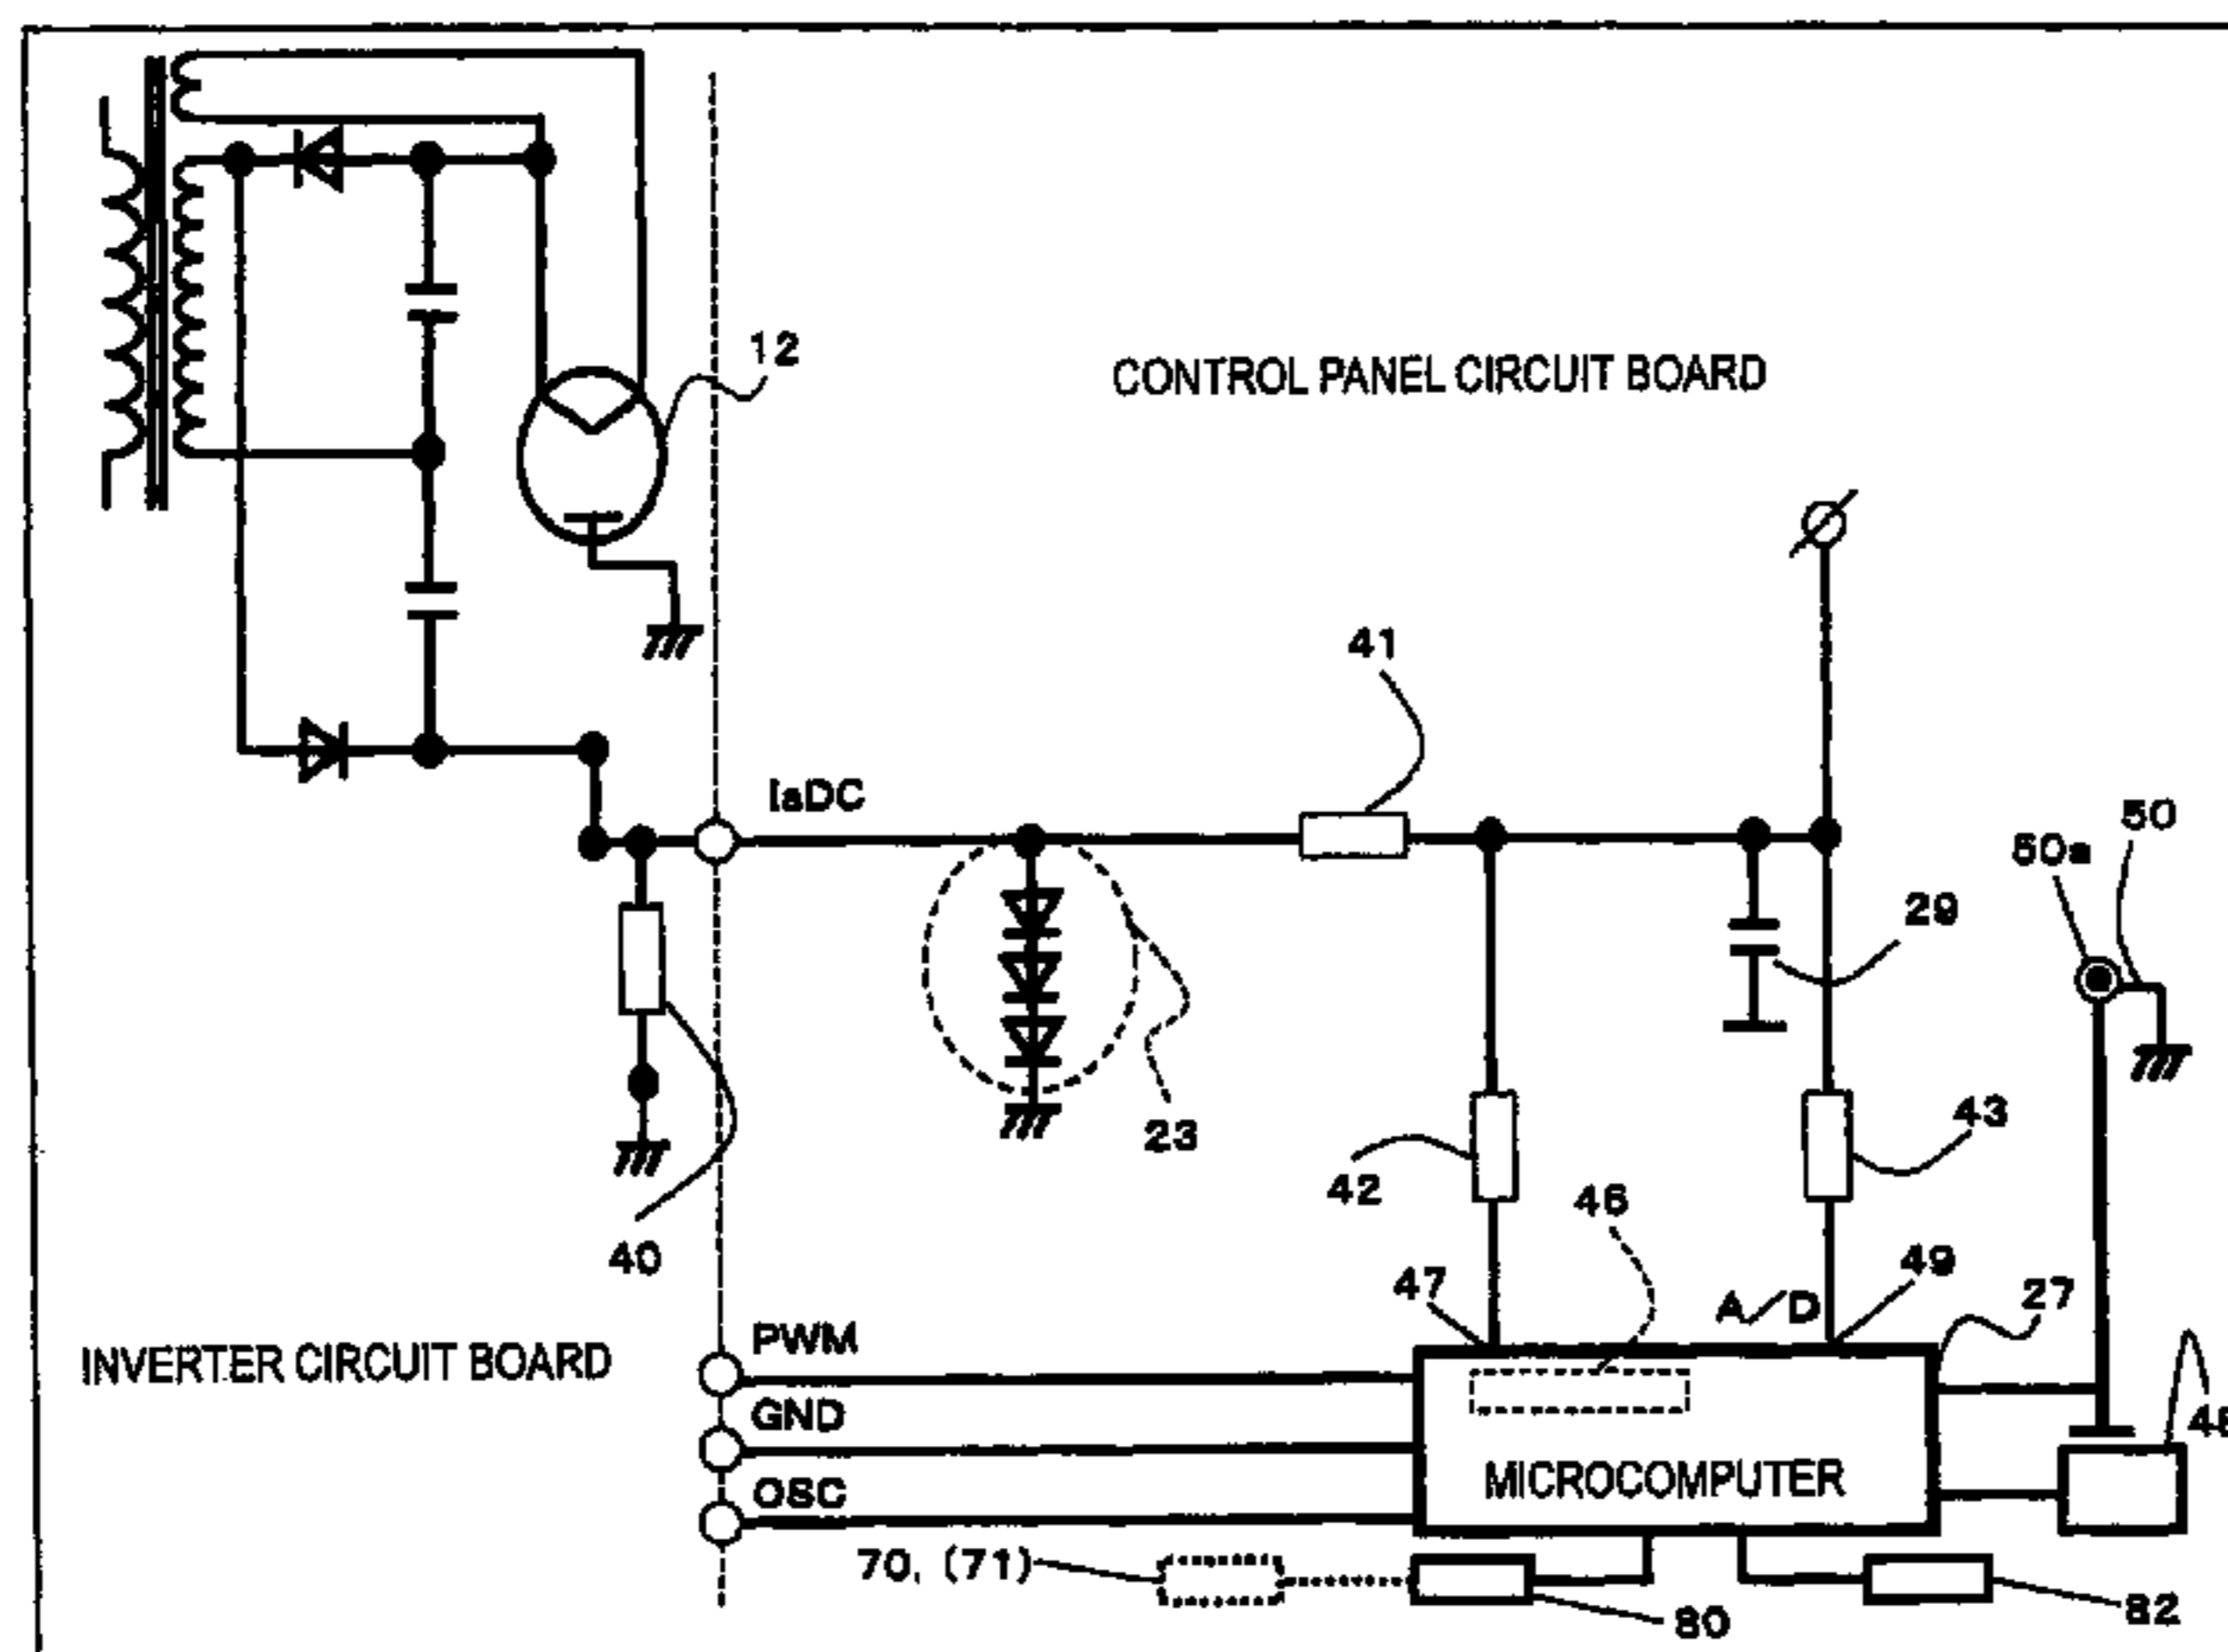 12
CONTROL PANEL CIRCUIT BOARD
41
IaDC
50
50a
29
23
42
43
46
40
47
A/D
49
27
INVERTER CIRCUIT BOARD
PWM
GND
OSC
MICROCOMPUTER
70, (71)
80
82